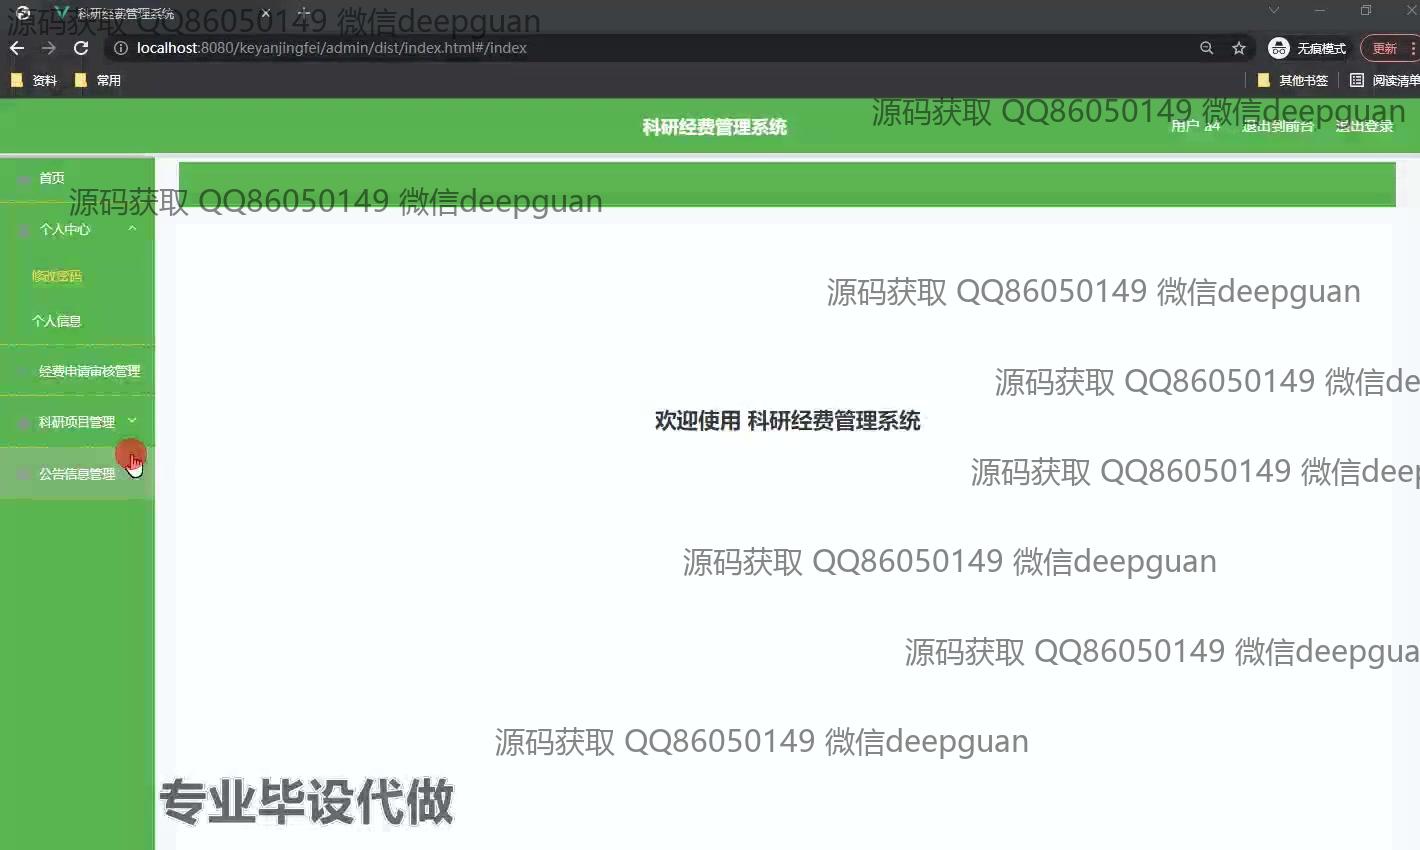 科研经费管理系统
源码获取 QQ86050149 微信deepguan
localhost:8080/keyanjingfei/admin/dist/index.html#/index
无痕模式
更新
资料
常用
其他书签
阅读清单
源码获取 QQ86050149 微信deepguan
科研经费管理系统
用户 a4
退出到前台
退出登录
首页
源码获取 QQ86050149 微信deepguan
个人中心
修改密码
源码获取 QQ86050149 微信deepguan
个人信息
经费申请审核管理
源码获取 QQ86050149 微信de
科研项目管理
欢迎使用 科研经费管理系统
公告信息管理
源码获取 QQ86050149 微信deep
源码获取 QQ86050149 微信deepguan
源码获取 QQ86050149 微信deepgua
源码获取 QQ86050149 微信deepguan
专业毕设代做